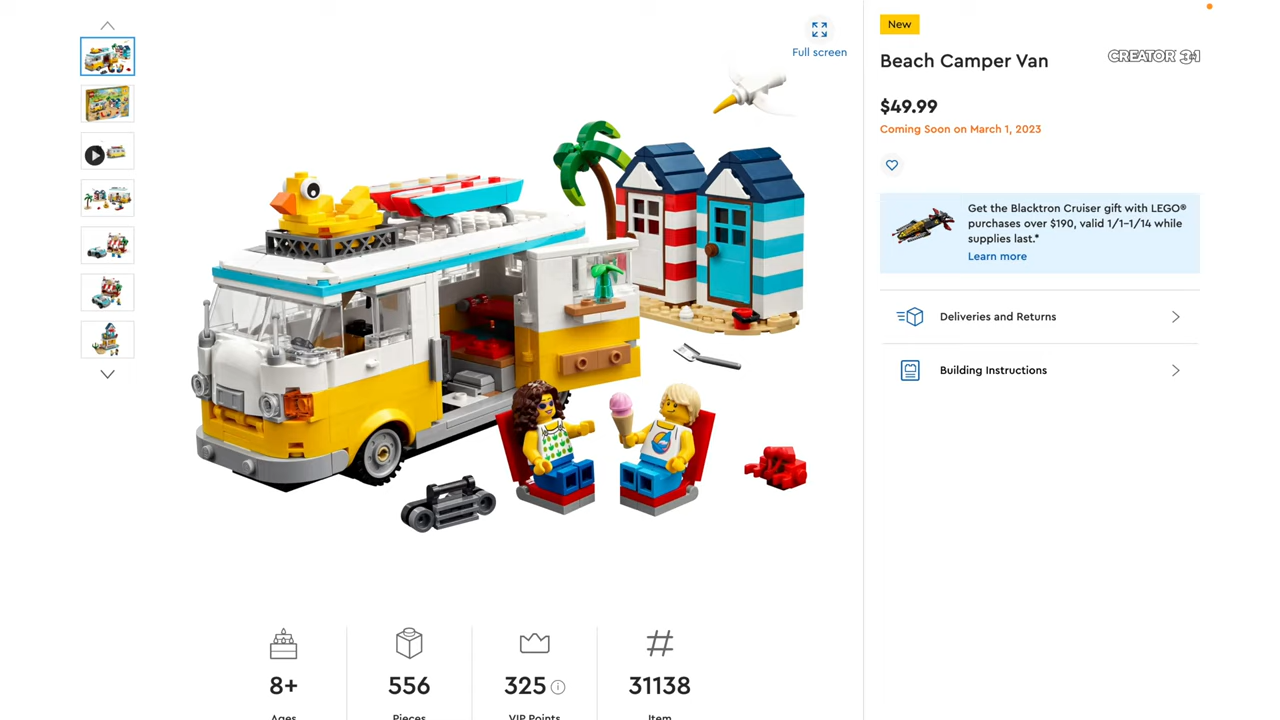 Full screen
New
Beach Camper Van
CREATOR 3in1
$49.99
Coming Soon on March 1, 2023
Get the Blacktron Cruiser gift with LEGO®
purchases over $190, valid 1/1–1/14 while
supplies last.*
Learn more
Deliveries and Returns
Building Instructions
8+
Ages
556
Pieces
325
VIP Points
31138
Item